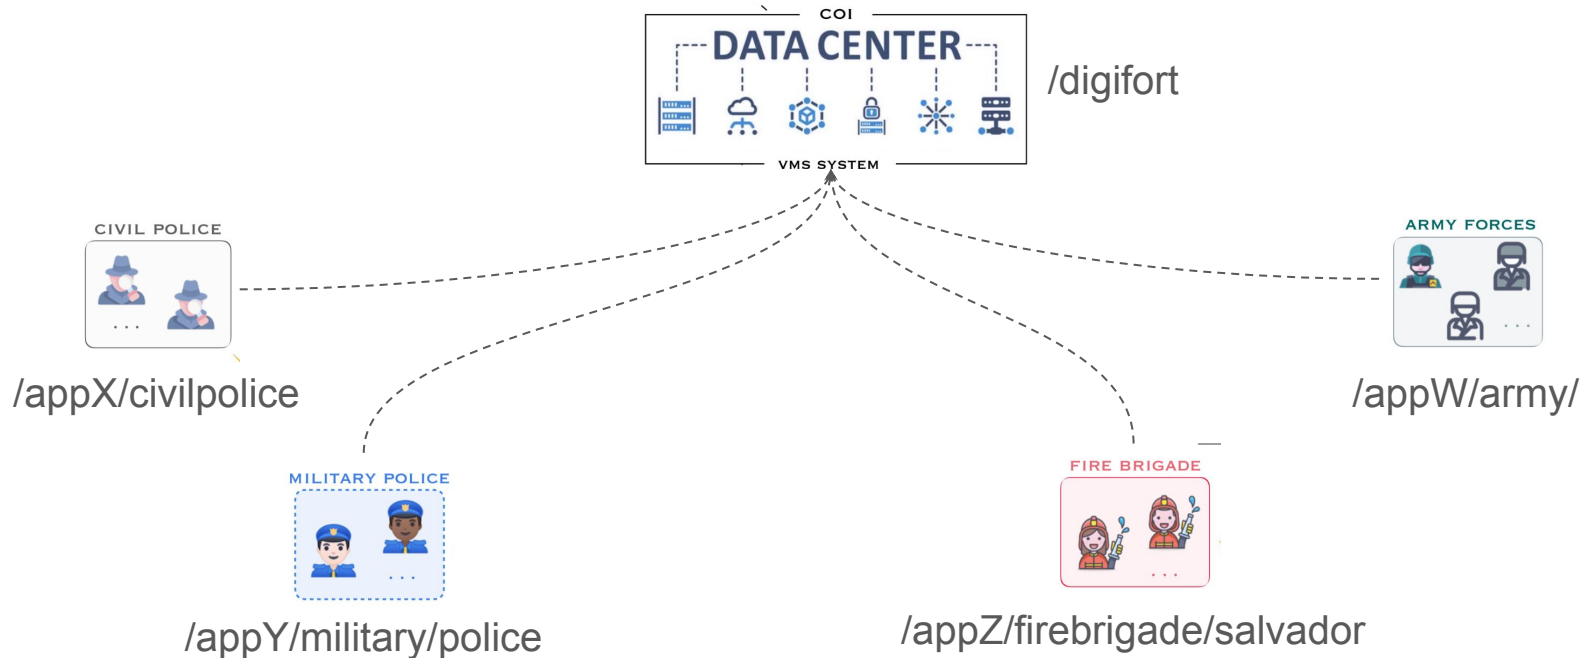 COI
DATA CENTER
/digifort
VMS SYSTEM
CIVIL POLICE
ARMY FORCES
...
...
/appX/civilpolice
/appW/army/
MILITARY POLICE
FIRE BRIGADE
...
...
/appY/military/police
/appZ/firebrigade/salvador